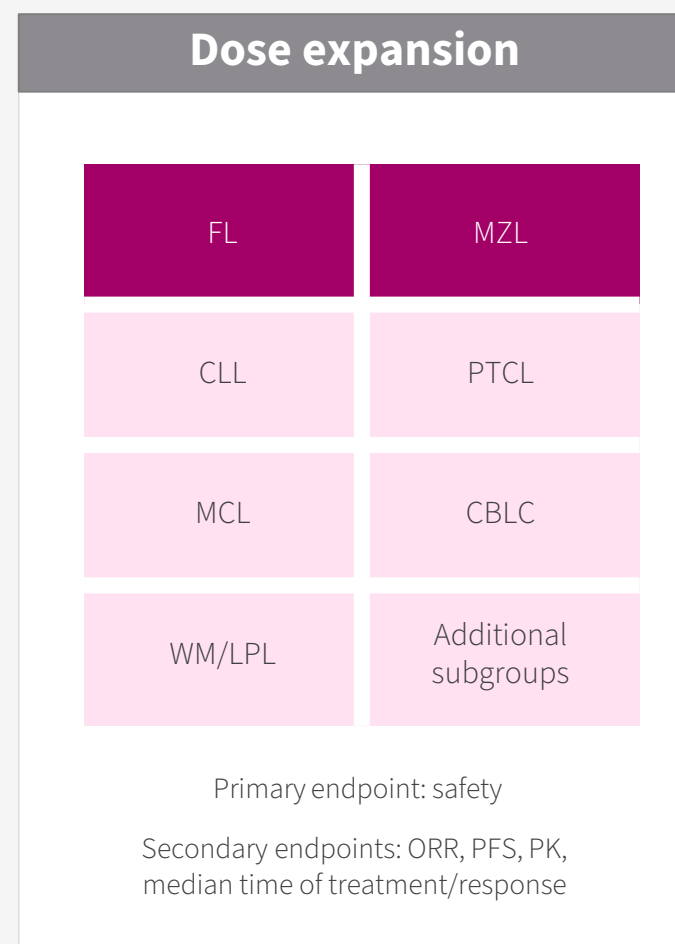 Dose expansion
FL
MZL
CLL
PTCL
MCL
CBLC
WM/LPL
Additional
subgroups
Primary endpoint: safety
Secondary endpoints: ORR, PFS, PK,
median time of treatment/response